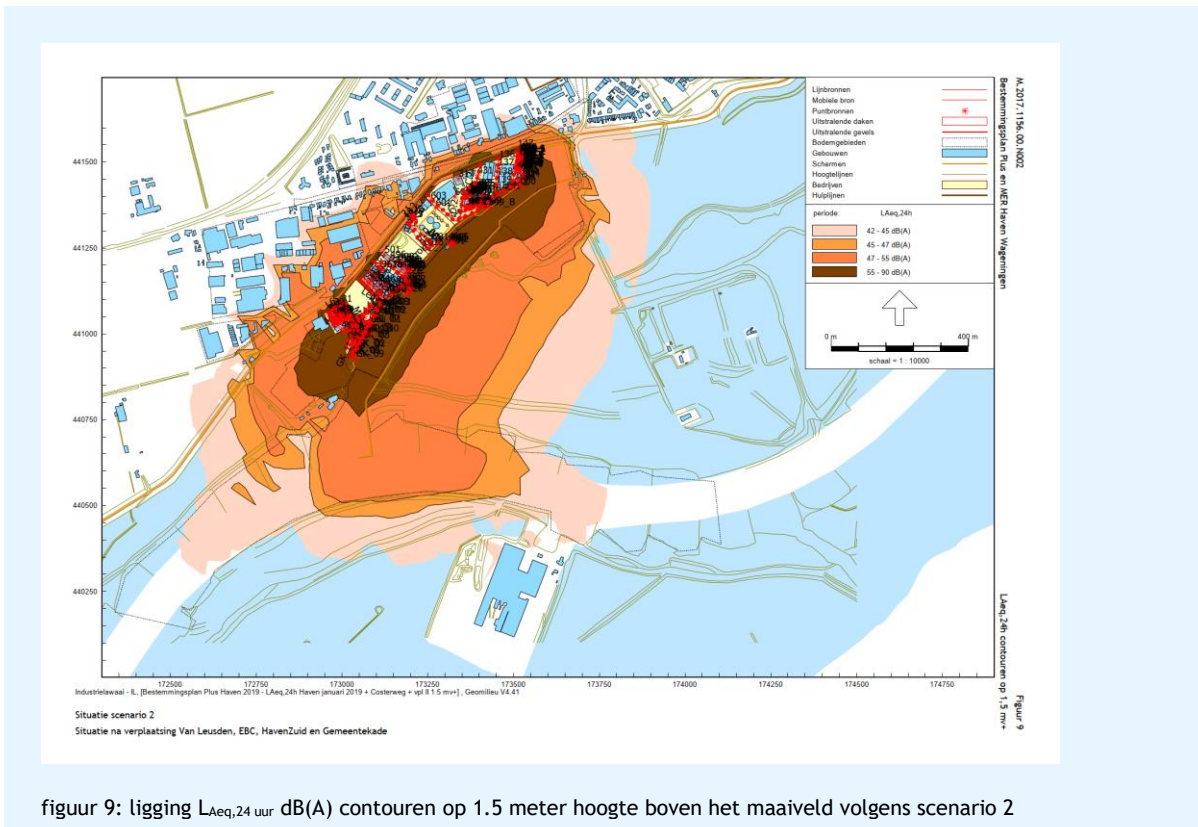 Lijnbronnen
Mobiele bron
Puntbronnen
Uitstralende daken
Uitstralende gevels
Bodemgebieden
Gebouwen
Schermen
Hoogtelijnen
Bedrijven
Hulplijnen
periode: LAeq,24h
42 - 45 dB(A)
45 - 47 dB(A)
47 - 55 dB(A)
55 - 90 dB(A)
0 m 400 m
schaal = 1 : 10000
M.2017.1156.00.N002
Bestemmingsplan Plus en MER Haven Wageningen
Figuur 9
LAeq,24h contouren op 1,5 mv+
441500
441250
441000
440750
440500
440250
172500 172750 173000 173250 173500 173750 174000 174250 174500 174750
Industrielawaai - IL, [Bestemmingsplan Plus Haven 2019 - LAeq,24h Haven januari 2019 + Costerweg + vpl II 1.5 mv+] , Geomilieu V4.41
Situatie scenario 2
Situatie na verplaatsing Van Leusden, EBC, HavenZuid en Gemeentekade
figuur 9: ligging LAeq,24 uur dB(A) contouren op 1.5 meter hoogte boven het maaiveld volgens scenario 2